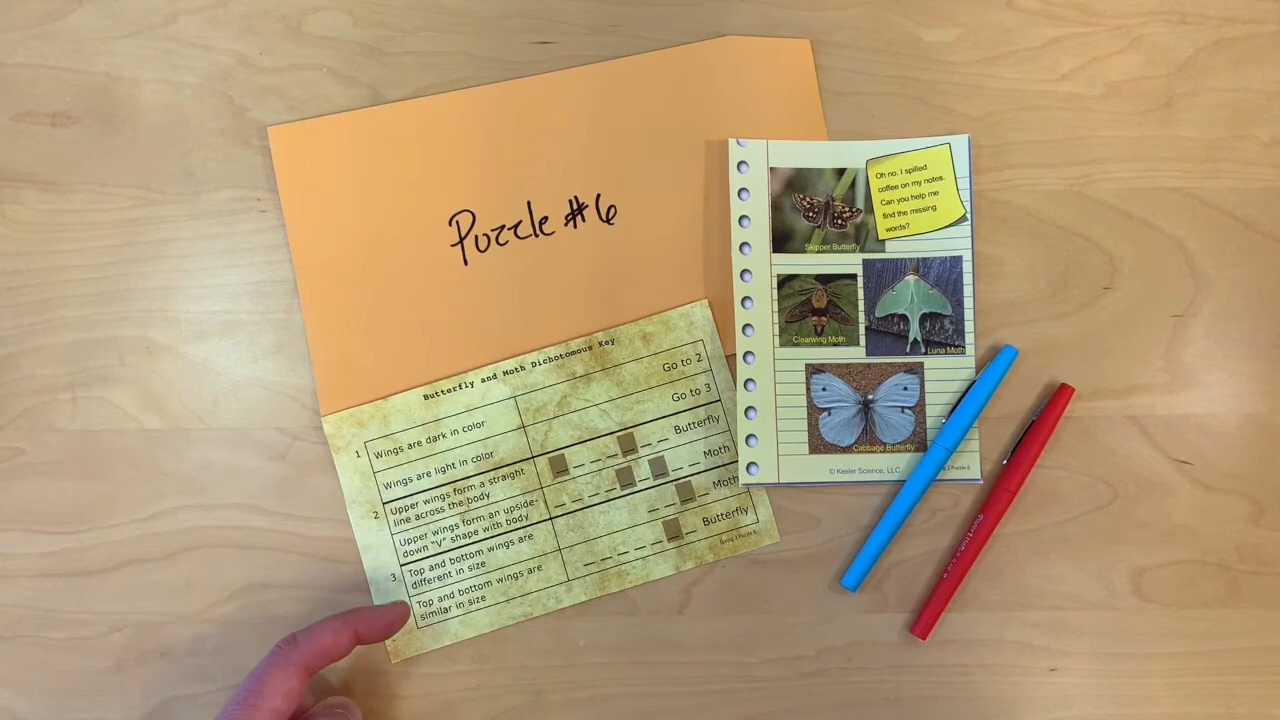 Puzzle #6
Oh no. I spilled
coffee on my notes.
Can you help me
find the missing
words?
Skipper Butterfly
Clearwing Moth
Luna Moth
Cabbage Butterfly
© Kesler Science, LLC
Puzzle 6
Butterfly and Moth Dichotomous Key
1 Wings are dark in color
Go to 2
Wings are light in color
Go to 3
2 Upper wings form a straight
line across the body
Butterfly
Upper wings form an upside-
down "V" shape with body
Moth
3 Top and bottom wings are
different in size
Moth
Top and bottom wings are
similar in size
Butterfly
Puzzle 6